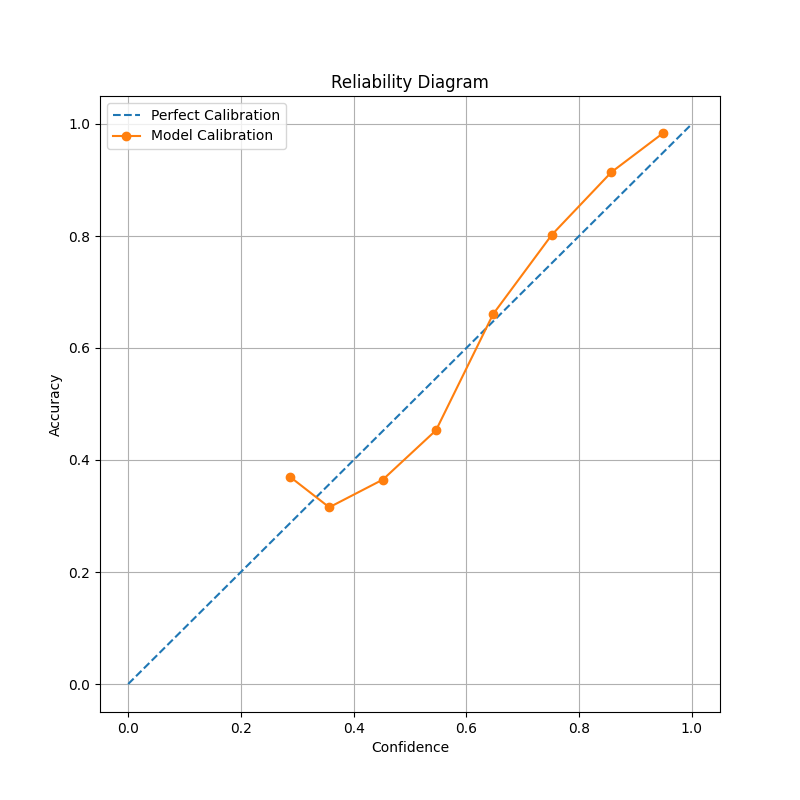 Reliability Diagram
Perfect Calibration
Model Calibration
1.0
0.8
0.6
0.4
0.2
0.0
Accuracy
0.0 0.2 0.4 0.6 0.8 1.0
Confidence